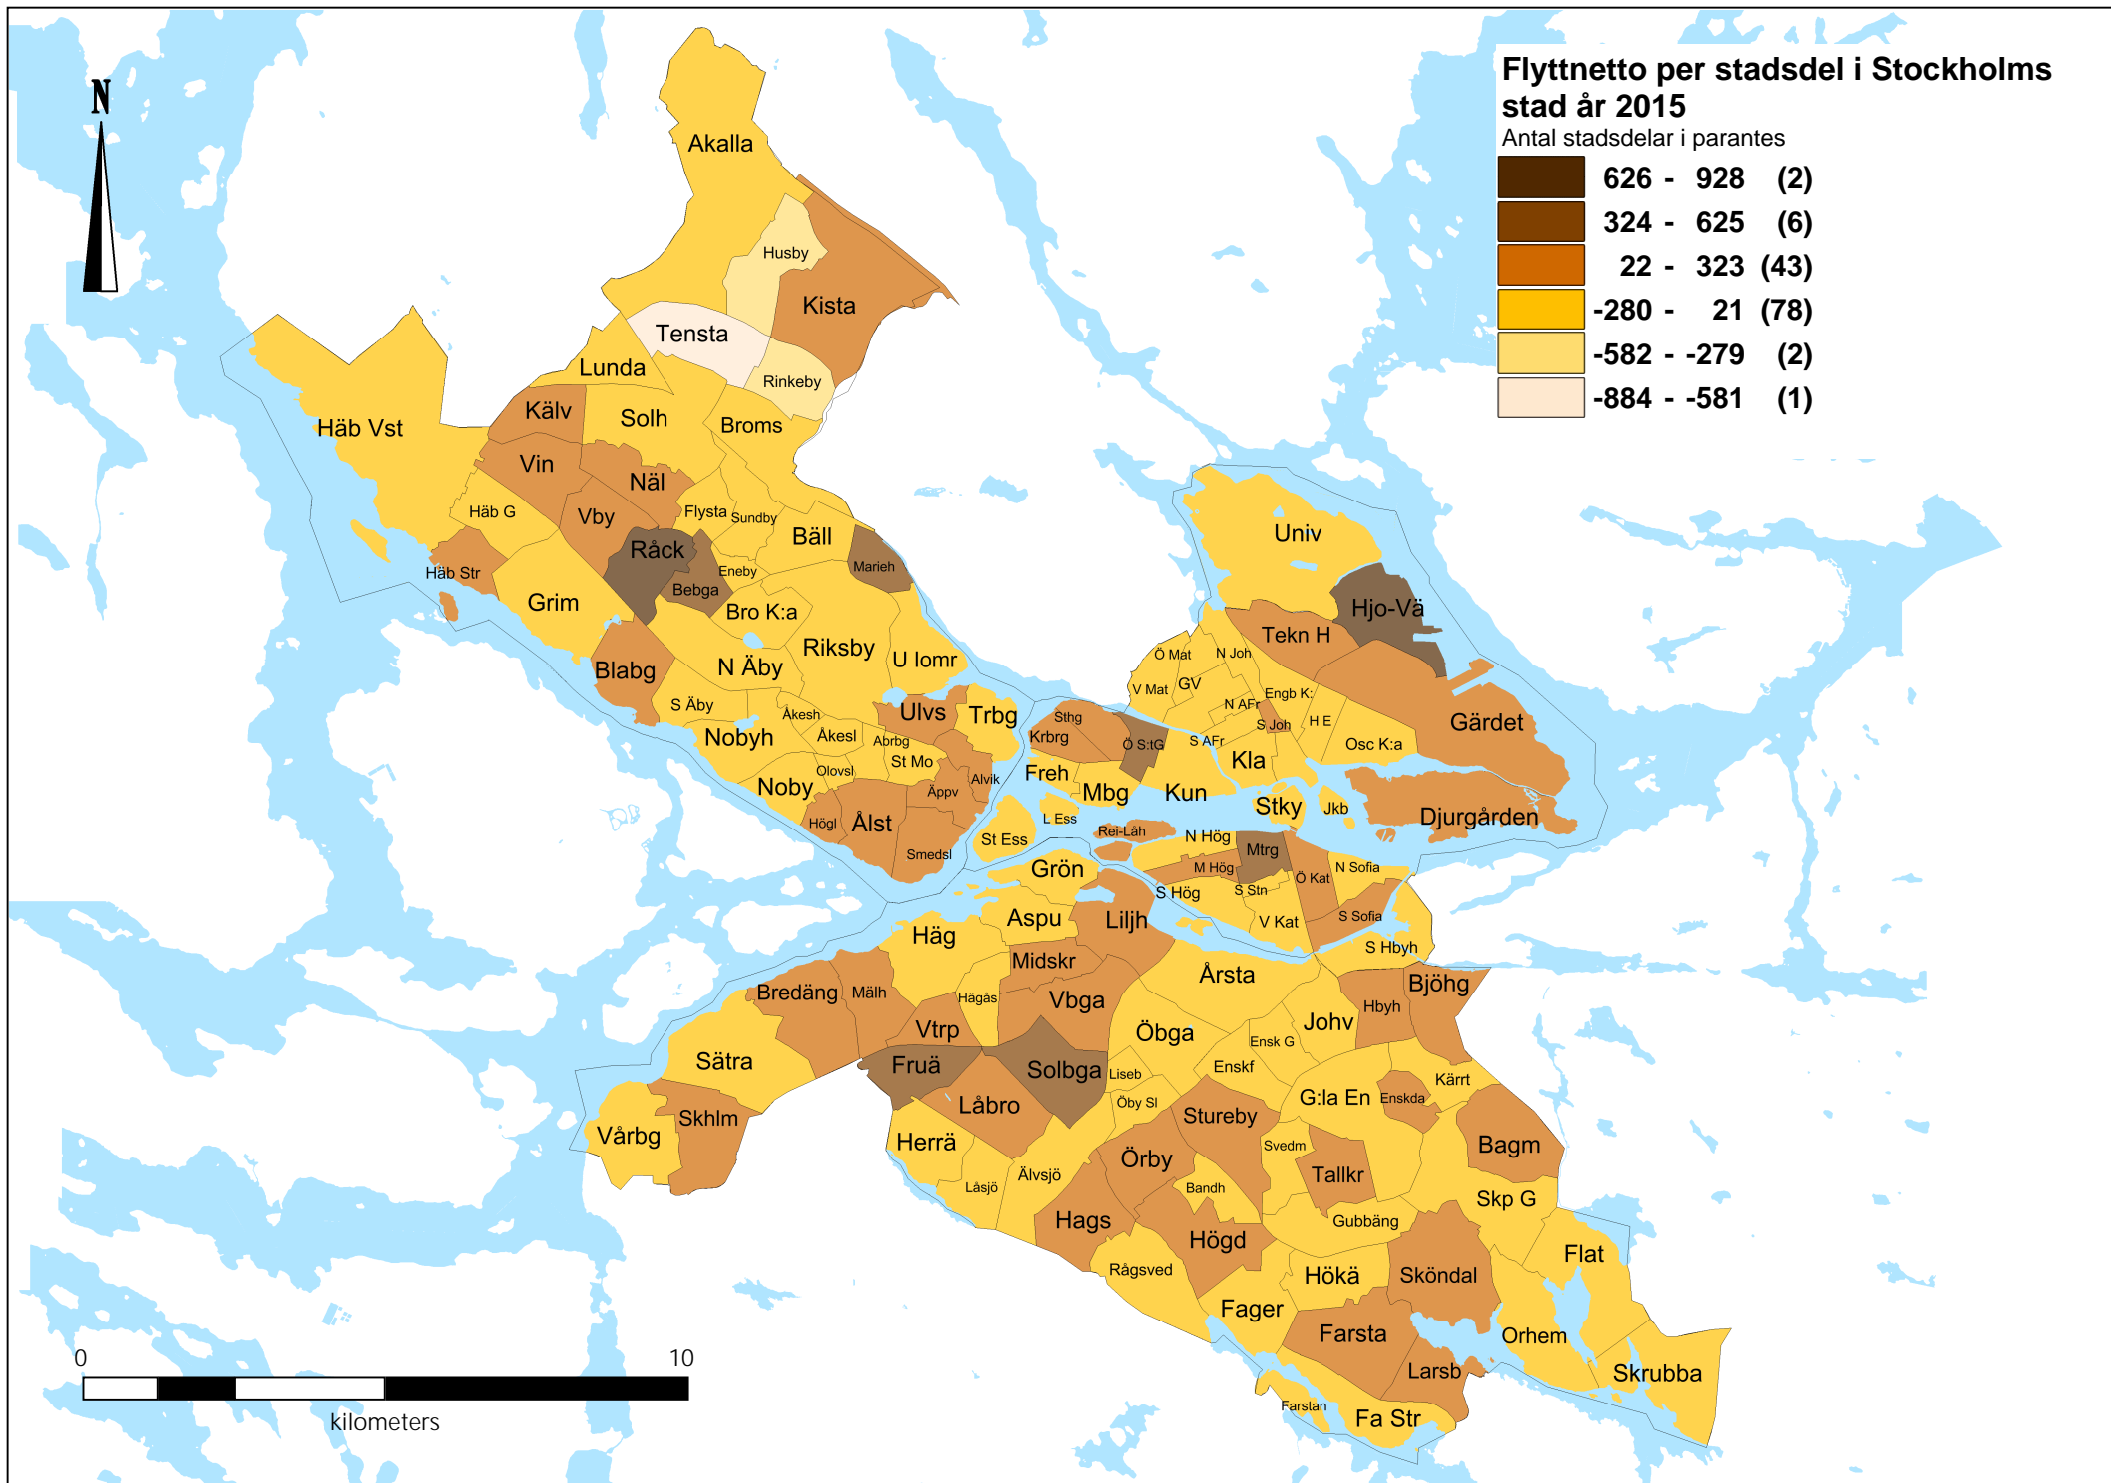 Flyttnetto per stadsdel i Stockholms
stad år 2015
Antal stadsdelar i parantes
626 - 928 (2)
324 - 625 (6)
22 - 323 (43)
-280 - 21 (78)
-582 - -279 (2)
-884 - -581 (1)
N
Akalla
Husby
Kista
Tensta
Rinkeby
Lunda
Kälv
Solh
Broms
Häb Vst
Vin
Näl
Häb G
Vby
Flysta
Sundby
Bäll
Råck
Bebga
Eneby
Marieh
Häb Str
Grim
Bro K:a
Riksby
U Iomr
N Äby
Blabg
S Äby
Åkesh
Ulvs
Trbg
Nobyh
Åkesl
Abrbg
St Mo
Olovsl
Noby
Äppv
Alvik
Högl
Ålst
Smedsl
Univ
Hjo-Vä
Tekn H
Ö Mat
N Joh
V Mat
GV
Engb K:
N AFr
S Joh
H E
Gärdet
Osc K:a
Sthg
Krbrg
Ö S:tG
S AFr
Kla
Freh
Mbg
Kun
Stky
Jkb
Djurgården
L Ess
St Ess
Rei-Låh
N Hög
Mtrg
M Hög
N Sofia
Ö Kat
S Hög
S Stn
V Kat
S Sofia
S Hbyh
Grön
Aspu
Liljh
Häg
Midskr
Årsta
Bredäng
Mälh
Hägås
Vbga
Hbyh
Bjöhg
Johv
Vtrp
Öbga
Ensk G
Sätra
Fruä
Solbga
Liseb
Enskf
Kärrt
G:la En
Enskda
Låbro
Öby Sl
Stureby
Skhlm
Vårbg
Herrä
Svedm
Bagm
Örby
Tallkr
Älvsjö
Låsjö
Bandh
Skp G
Hags
Gubbäng
Högd
Flat
Rågsved
Hökä
Sköndal
Fager
Farsta
Orhem
Larsb
Skrubba
Farstan
Fa Str
0 10
kilometers